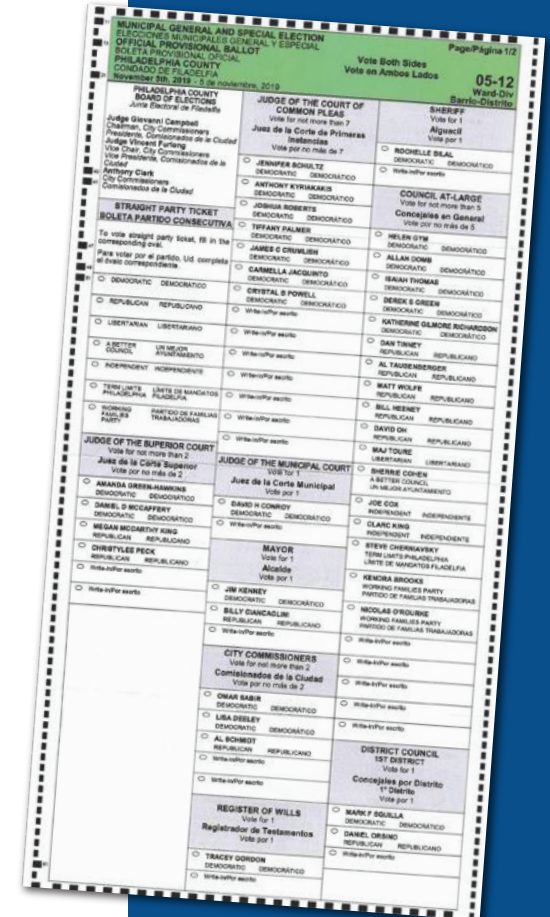 MUNICIPAL GENERAL AND SPECIAL ELECTION
ELECCIONES MUNICIPALES GENERAL Y ESPECIAL
OFFICIAL PROVISIONAL BALLOT
BOLETA PROVISIONAL OFICIAL
PHILADELPHIA COUNTY
CONDADO DE FILADELFIA
November 5th, 2019 - 5 de noviembre, 2019
Vote Both Sides
Vote en Ambos Lados
Page/Página 1/2
05-12
Ward-Div
Barrio-Distrito
PHILADELPHIA COUNTY
BOARD OF ELECTIONS
Junta Electoral de Filadelfia
Judge Giovanni Campbell
Chairman, City Commissioners
Presidente, Comisionados de la Ciudad
Judge Vincent Furlong
Vice Chair, City Commissioners
Vice Presidente, Comisionados de la
Ciudad
Anthony Clark
City Commissioners
Comisionados de la Ciudad
STRAIGHT PARTY TICKET
BOLETA PARTIDO CONSECUTIVA
To vote straight party ticket, fill in the
corresponding oval.
Para votar por el partido, Ud. complete
el óvalo correspondiente.
DEMOCRATIC DEMOCRÁTICO
REPUBLICAN REPUBLICANO
LIBERTARIAN LIBERTARIANO
A BETTER UN MEJOR
COUNCIL AYUNTAMIENTO
INDEPENDENT INDEPENDIENTE
TERM LIMITS LÍMITE DE MANDATOS
PHILADELPHIA FILADELFIA
WORKING PARTIDO DE FAMILIAS
FAMILIES TRABAJADORAS
PARTY
JUDGE OF THE SUPERIOR COURT
Vote for not more than 2
Juez de la Corte Superior
Vote por no más de 2
AMANDA GREEN-HAWKINS
DEMOCRATIC DEMOCRÁTICO
DANIEL D MCCAFFERY
DEMOCRATIC DEMOCRÁTICO
MEGAN MCCARTHY KING
REPUBLICAN REPUBLICANO
CHRISTYLEE PECK
REPUBLICAN REPUBLICANO
Write-in/Por escrito
Write-in/Por escrito
JUDGE OF THE COURT OF
COMMON PLEAS
Vote for not more than 7
Juez de la Corte de Primeras
Instancias
Vote por no más de 7
JENNIFER SCHULTZ
DEMOCRATIC DEMOCRÁTICO
ANTHONY KYRIAKAKIS
DEMOCRATIC DEMOCRÁTICO
JOSHUA ROBERTS
DEMOCRATIC DEMOCRÁTICO
TIFFANY PALMER
DEMOCRATIC DEMOCRÁTICO
JAMES C CRUMLISH
DEMOCRATIC DEMOCRÁTICO
CARMELLA JACQUINTO
DEMOCRATIC DEMOCRÁTICO
CRYSTAL B POWELL
DEMOCRATIC DEMOCRÁTICO
Write-in/Por escrito
Write-in/Por escrito
Write-in/Por escrito
Write-in/Por escrito
Write-in/Por escrito
Write-in/Por escrito
Write-in/Por escrito
JUDGE OF THE MUNICIPAL COURT
Vote for 1
Juez de la Corte Municipal
Vote por 1
DAVID H CONROY
DEMOCRATIC DEMOCRÁTICO
Write-in/Por escrito
MAYOR
Vote for 1
Alcalde
Vote por 1
JIM KENNEY
DEMOCRATIC DEMOCRÁTICO
BILLY CIANCAGLINI
REPUBLICAN REPUBLICANO
Write-in/Por escrito
CITY COMMISSIONERS
Vote for not more than 2
Comisionados de la Ciudad
Vote por no más de 2
OMAR SABIR
DEMOCRATIC DEMOCRÁTICO
LISA DEELEY
DEMOCRATIC DEMOCRÁTICO
AL SCHMIDT
REPUBLICAN REPUBLICANO
Write-in/Por escrito
Write-in/Por escrito
REGISTER OF WILLS
Vote for 1
Registrador de Testamentos
Vote por 1
TRACEY GORDON
DEMOCRATIC DEMOCRÁTICO
Write-in/Por escrito
SHERIFF
Vote for 1
Alguacil
Vote por 1
ROCHELLE BILAL
DEMOCRATIC DEMOCRÁTICO
Write-in/Por escrito
COUNCIL AT-LARGE
Vote for not more than 5
Concejales en General
Vote por no más de 5
HELEN GYM
DEMOCRATIC DEMOCRÁTICO
ALLAN DOMB
DEMOCRATIC DEMOCRÁTICO
ISAIAH THOMAS
DEMOCRATIC DEMOCRÁTICO
DEREK S GREEN
DEMOCRATIC DEMOCRÁTICO
KATHERINE GILMORE RICHARDSON
DEMOCRATIC DEMOCRÁTICO
DAN TINNEY
REPUBLICAN REPUBLICANO
AL TAUBENBERGER
REPUBLICAN REPUBLICANO
MATT WOLFE
REPUBLICAN REPUBLICANO
BILL HEENEY
REPUBLICAN REPUBLICANO
DAVID OH
REPUBLICAN REPUBLICANO
MAJ TOURE
LIBERTARIAN LIBERTARIANO
SHERRIE COHEN
A BETTER COUNCIL
UN MEJOR AYUNTAMIENTO
JOE COX
INDEPENDENT INDEPENDIENTE
CLARC KING
INDEPENDENT INDEPENDIENTE
STEVE CHERNIAVSKY
TERM LIMITS PHILADELPHIA
LÍMITE DE MANDATOS FILADELFIA
KENDRA BROOKS
WORKING FAMILIES PARTY
PARTIDO DE FAMILIAS TRABAJADORAS
NICOLAS O'ROURKE
WORKING FAMILIES PARTY
PARTIDO DE FAMILIAS TRABAJADORAS
Write-in/Por escrito
Write-in/Por escrito
Write-in/Por escrito
Write-in/Por escrito
Write-in/Por escrito
DISTRICT COUNCIL
1ST DISTRICT
Vote for 1
Concejales por Distrito
1° Distrito
Vote por 1
MARK F SQUILLA
DEMOCRATIC DEMOCRÁTICO
DANIEL ORSINO
REPUBLICAN REPUBLICANO
Write-in/Por escrito